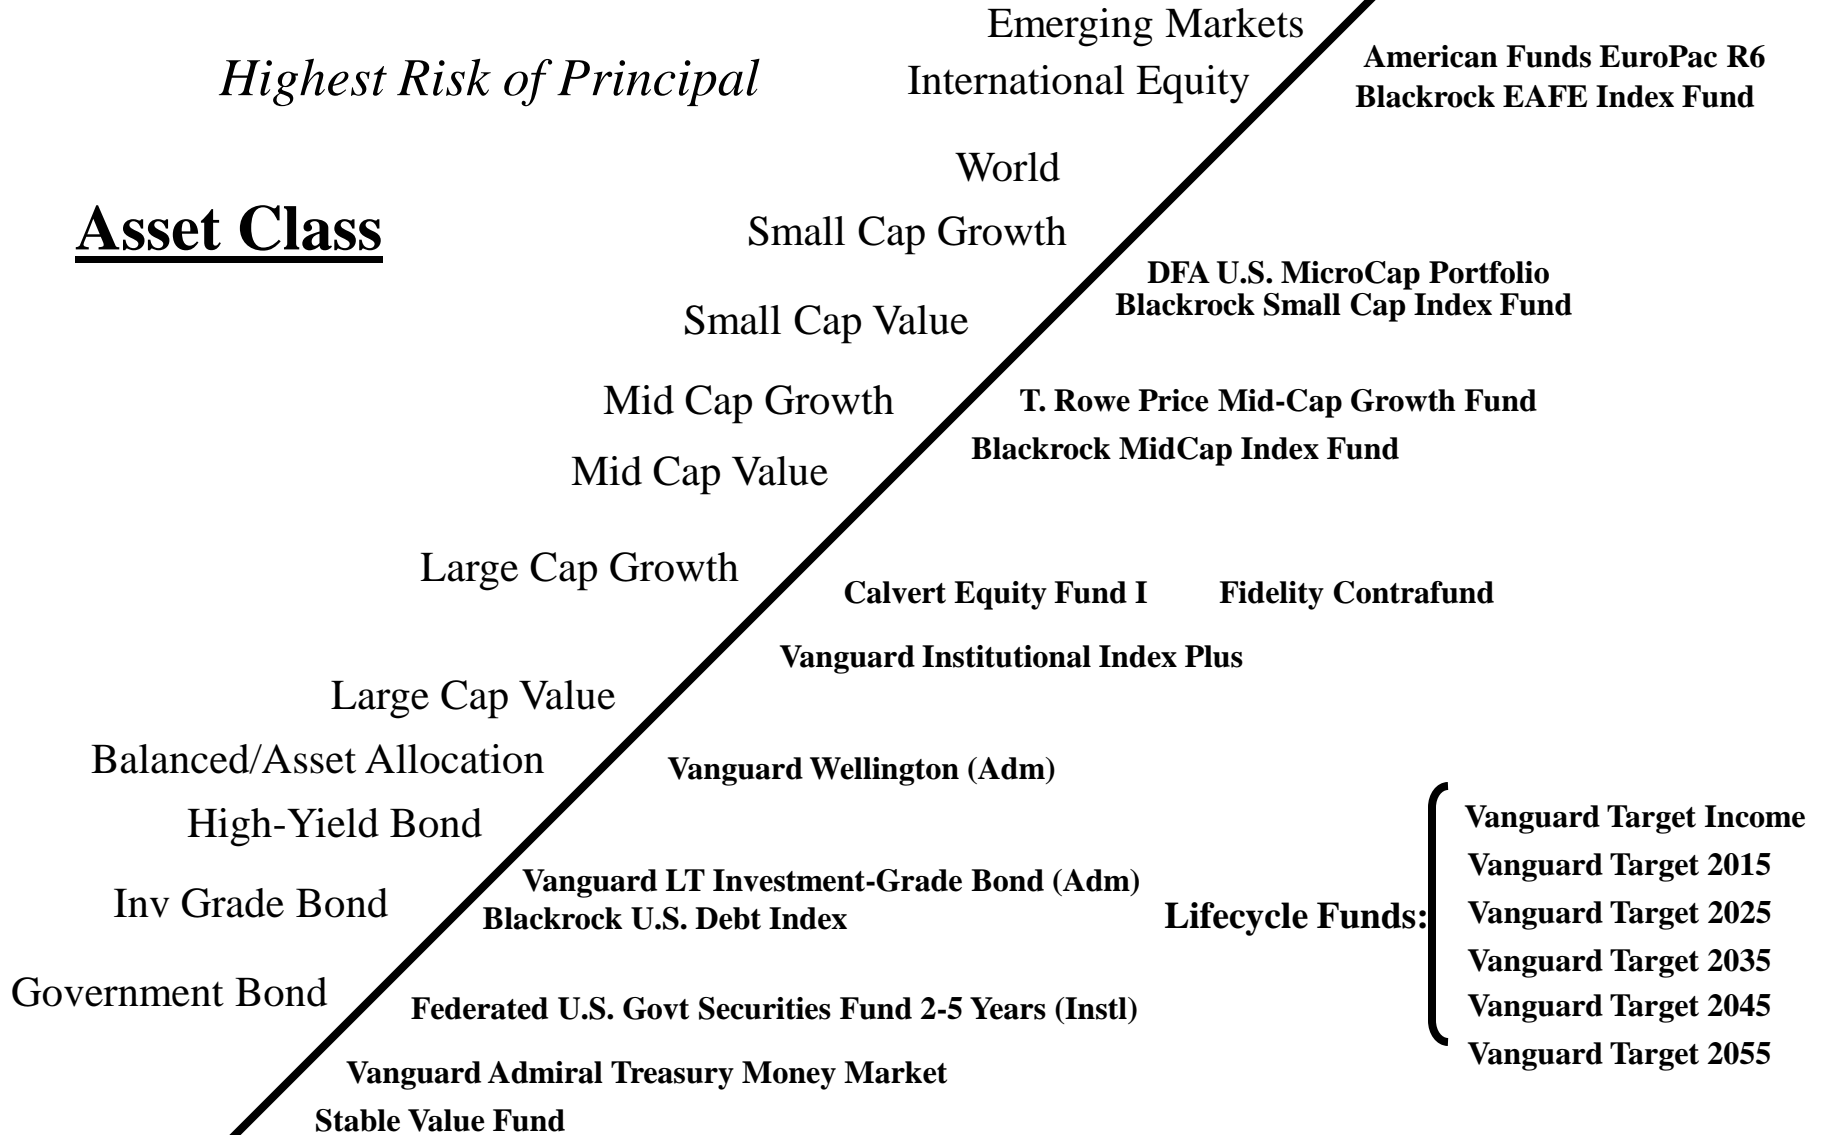 Emerging Markets
Highest Risk of Principal
International Equity
American Funds EuroPac R6
Blackrock EAFE Index Fund
World
Asset Class
Small Cap Growth
DFA U.S. MicroCap Portfolio
Blackrock Small Cap Index Fund
Small Cap Value
Mid Cap Growth
T. Rowe Price Mid-Cap Growth Fund
Blackrock MidCap Index Fund
Mid Cap Value
Large Cap Growth
Calvert Equity Fund I
Fidelity Contrafund
Vanguard Institutional Index Plus
Large Cap Value
Balanced/Asset Allocation
Vanguard Wellington (Adm)
High-Yield Bond
Vanguard LT Investment-Grade Bond (Adm)
Inv Grade Bond
Blackrock U.S. Debt Index
Government Bond
Federated U.S. Govt Securities Fund 2-5 Years (Instl)
Vanguard Admiral Treasury Money Market
Stable Value Fund
Lifecycle Funds:
Vanguard Target Income
Vanguard Target 2015
Vanguard Target 2025
Vanguard Target 2035
Vanguard Target 2045
Vanguard Target 2055